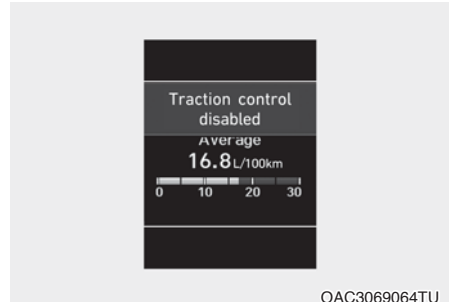 Traction control
disabled
Average
16.8L/100km
0 10 20 30
OAC3069064TU